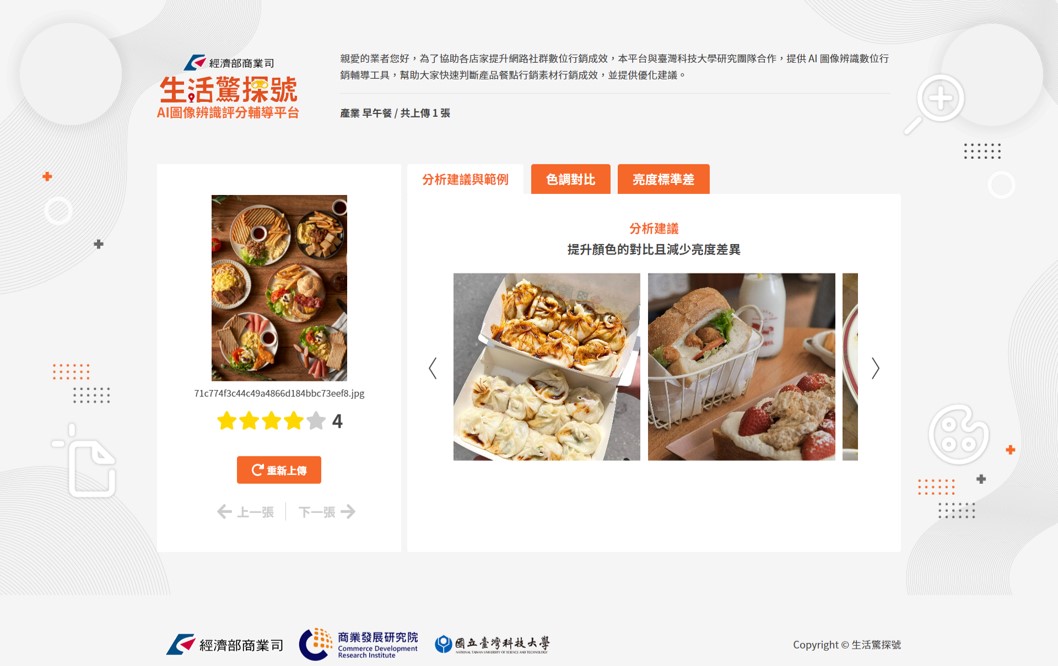 經濟部商業司
生活驚探號
AI圖像辨識評分輔導平台
親愛的業者您好，為了協助各店家提升網路社群數位行銷成效，本平台與臺灣科技大學研究團隊合作，提供 AI 圖像辨識數位行
銷輔導工具，幫助大家快速判斷產品餐點行銷素材行銷成效，並提供優化建議。
產業 早午餐 / 共上傳 1 張
分析建議與範例
色調對比
亮度標準差
71c774f3c44c49a4866d184bbc73eef8.jpg
4
重新上傳
上一張
下一張
分析建議
提升顏色的對比且減少亮度差異
經濟部商業司
商業發展研究院
Commerce Development
Research Institute
國立臺灣科技大學
NATIONAL TAIWAN UNIVERSITY OF SCIENCE AND TECHNOLOGY
Copyright © 生活驚探號